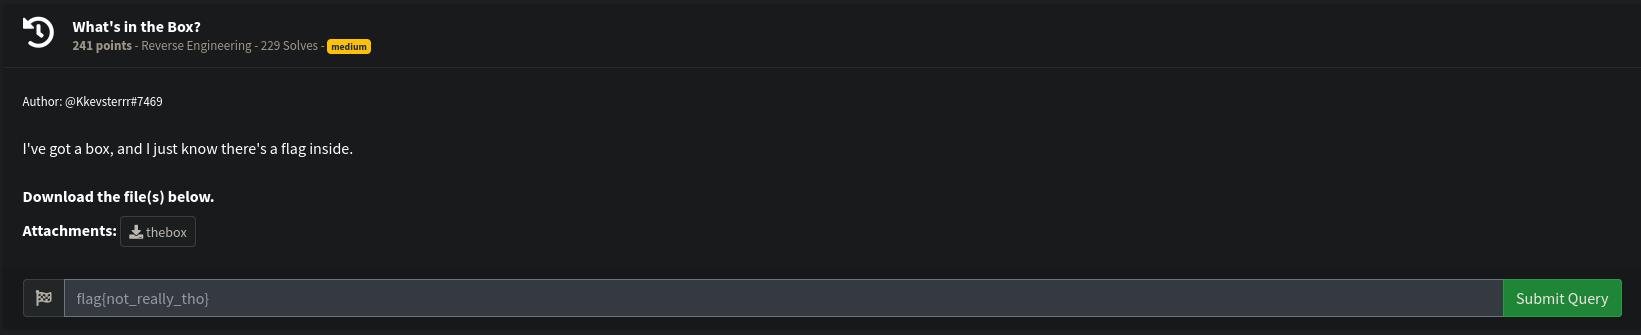 What's in the Box?
241 points - Reverse Engineering - 229 Solves - medium
Author: @Kkevsterrr#7469
I've got a box, and I just know there's a flag inside.
Download the file(s) below.
Attachments: thebox
flag{not_really_tho} Submit Query